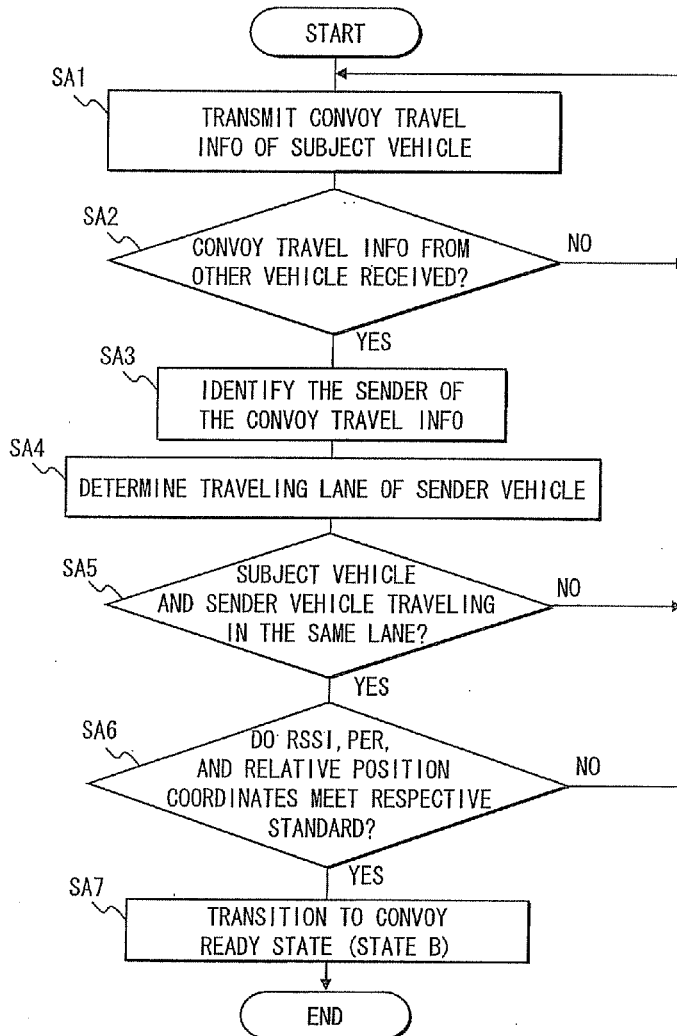 START
SA1
TRANSMIT CONVOY TRAVEL
INFO OF SUBJECT VEHICLE
SA2
CONVOY TRAVEL INFO FROM
OTHER VEHICLE RECEIVED?
NO
YES
SA3
IDENTIFY THE SENDER OF
THE CONVOY TRAVEL INFO
SA4
DETERMINE TRAVELING LANE OF SENDER VEHICLE
SA5
SUBJECT VEHICLE
AND SENDER VEHICLE TRAVELING
IN THE SAME LANE?
NO
YES
SA6
DO RSSI, PER,
AND RELATIVE POSITION
COORDINATES MEET RESPECTIVE
STANDARD?
NO
YES
SA7
TRANSITION TO CONVOY
READY STATE (STATE B)
END